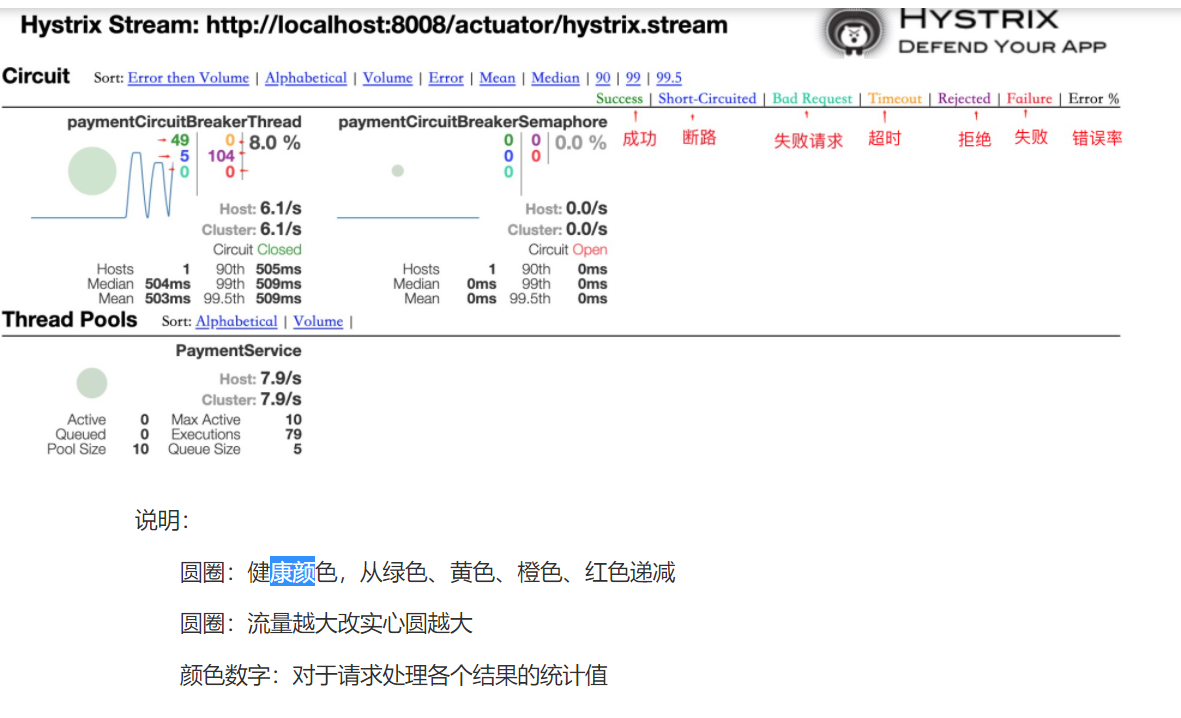 Hystrix Stream: http://localhost:8008/actuator/hystrix.stream
HYSTRIX
DEFEND YOUR APP
Circuit Sort: Error then Volume | Alphabetical | Volume | Error | Mean | Median | 90 | 99 | 99.5
Success | Short-Circuited | Bad Request | Timeout | Rejected | Failure | Error %
成功 断路 失败请求 超时 拒绝 失败 错误率
paymentCircuitBreakerThread
49 0 8.0 %
5 104
0 0
Host: 6.1/s
Cluster: 6.1/s
Circuit Closed
Hosts 1 90th 505ms
Median 504ms 99th 509ms
Mean 503ms 99.5th 509ms
paymentCircuitBreakerSemaphore
0 0 0.0 %
0 0
0
Host: 0.0/s
Cluster: 0.0/s
Circuit Open
Hosts 1 90th 0ms
Median 0ms 99th 0ms
Mean 0ms 99.5th 0ms
Thread Pools Sort: Alphabetical | Volume |
PaymentService
Host: 7.9/s
Cluster: 7.9/s
Active 0 Max Active 10
Queued 0 Executions 79
Pool Size 10 Queue Size 5
说明：
圆圈：健康颜色，从绿色、黄色、橙色、红色递减
圆圈：流量越大改实心圆越大
颜色数字：对于请求处理各个结果的统计值